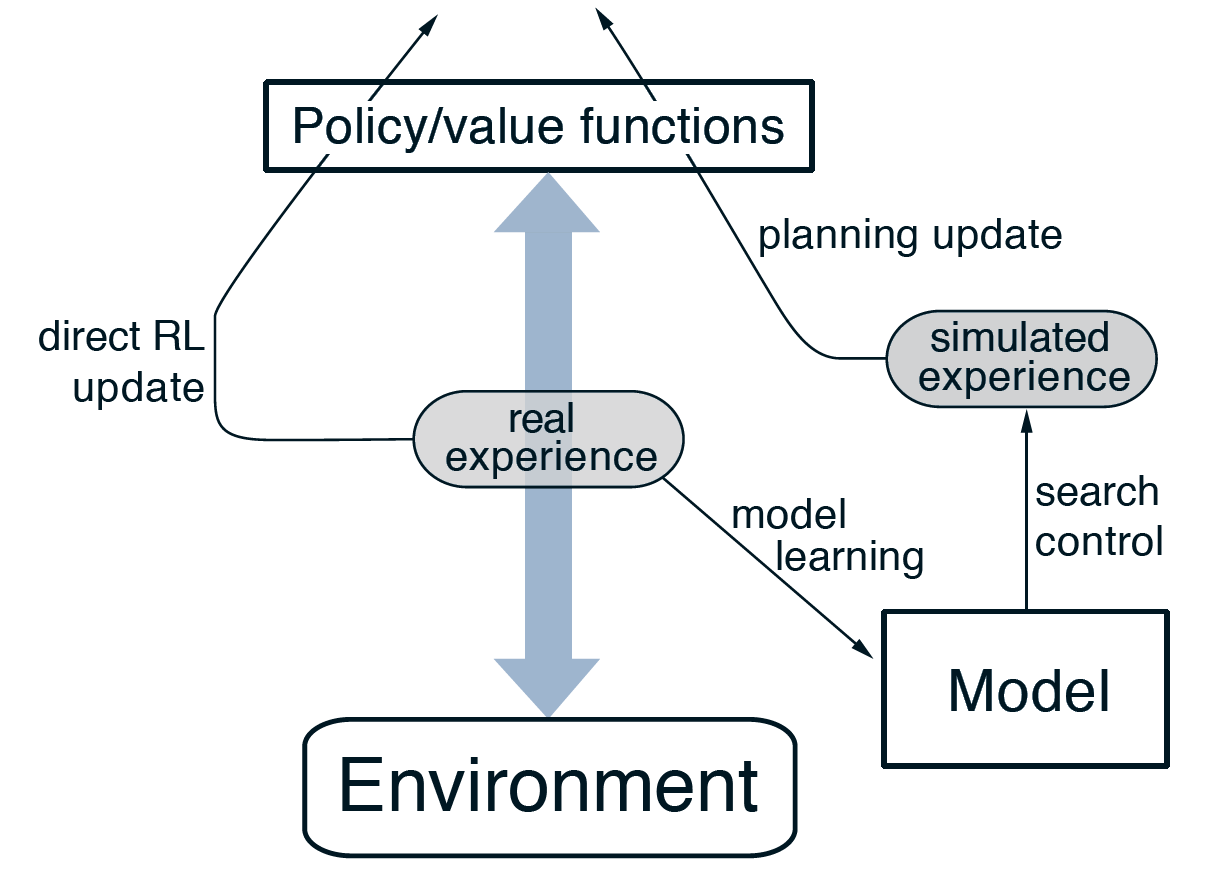 Policy/value functions
planning update
direct RL
update
simulated
experience
real
experience
model
learning
search
control
Model
Environment